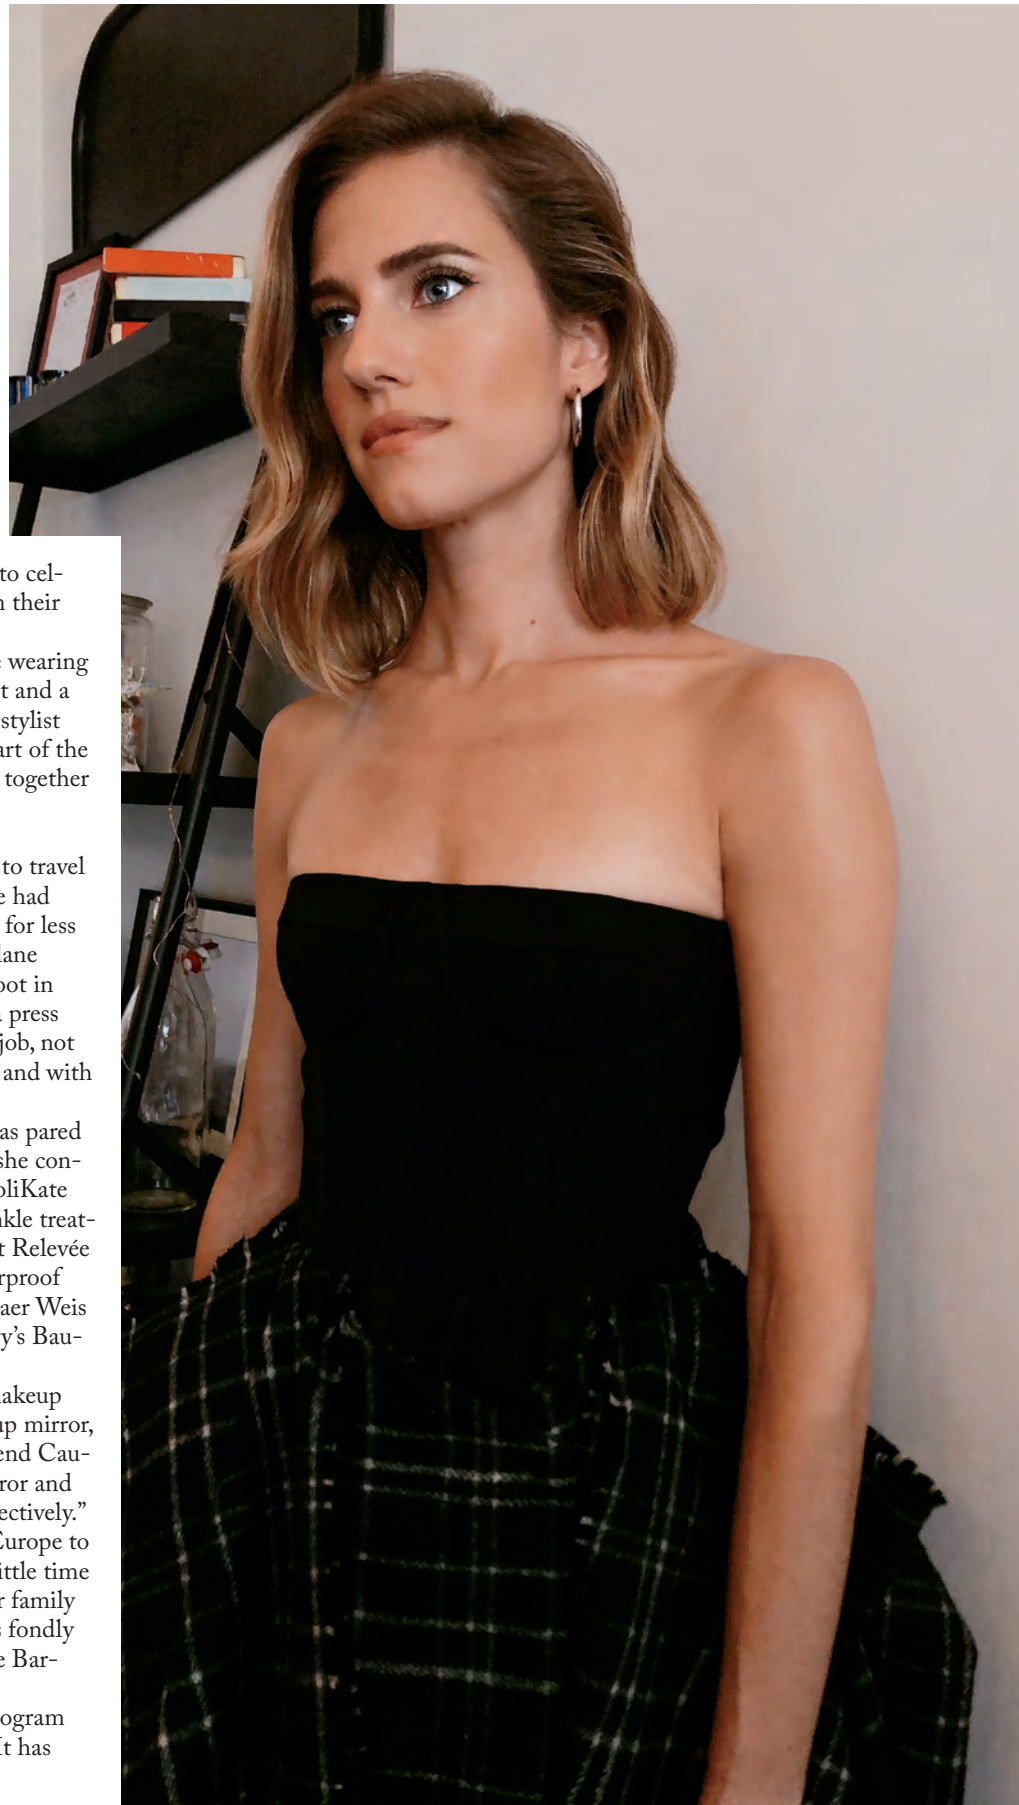 to cel-
their
wearing
t and a
stylist
art of the
together
to travel
e had
for less
lane
oot in
press
job, not
and with
as pared
she con-
oliKate
nkle treat-
t Relevée
rproof
aer Weis
y’s Bau-
akeup
up mirror,
end Cau-
ror and
ectively.”
Europe to
ittle time
r family
s fondly
e Bar-
ogram
It has